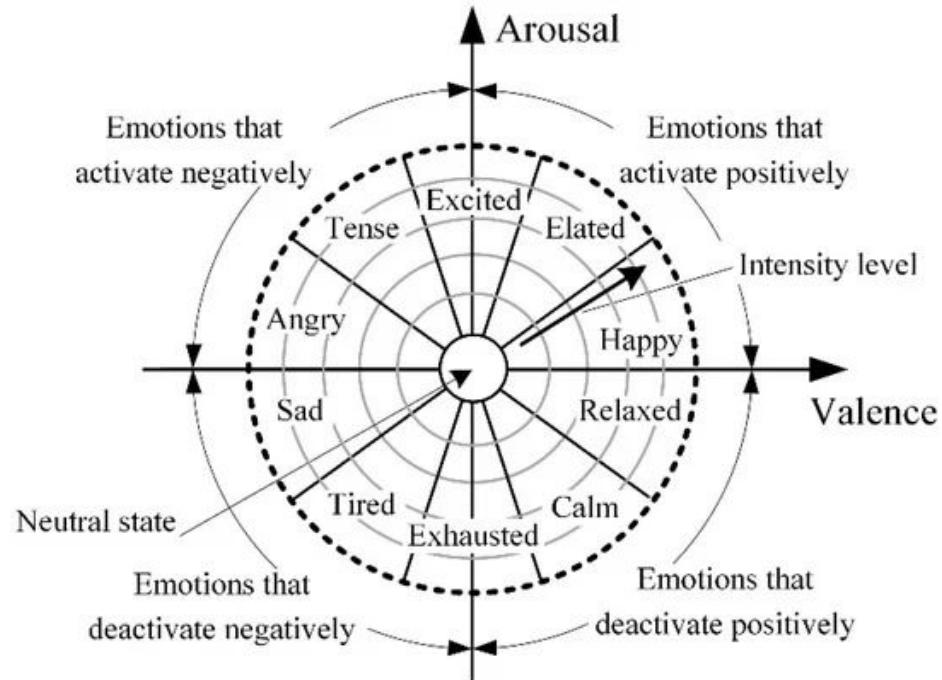 Arousal
Emotions that
activate negatively
Emotions that
activate positively
Excited
Tense
Elated
Intensity level
Angry
Happy
Sad
Relaxed
Valence
Tired
Calm
Neutral state
Exhausted
Emotions that
deactivate negatively
Emotions that
deactivate positively